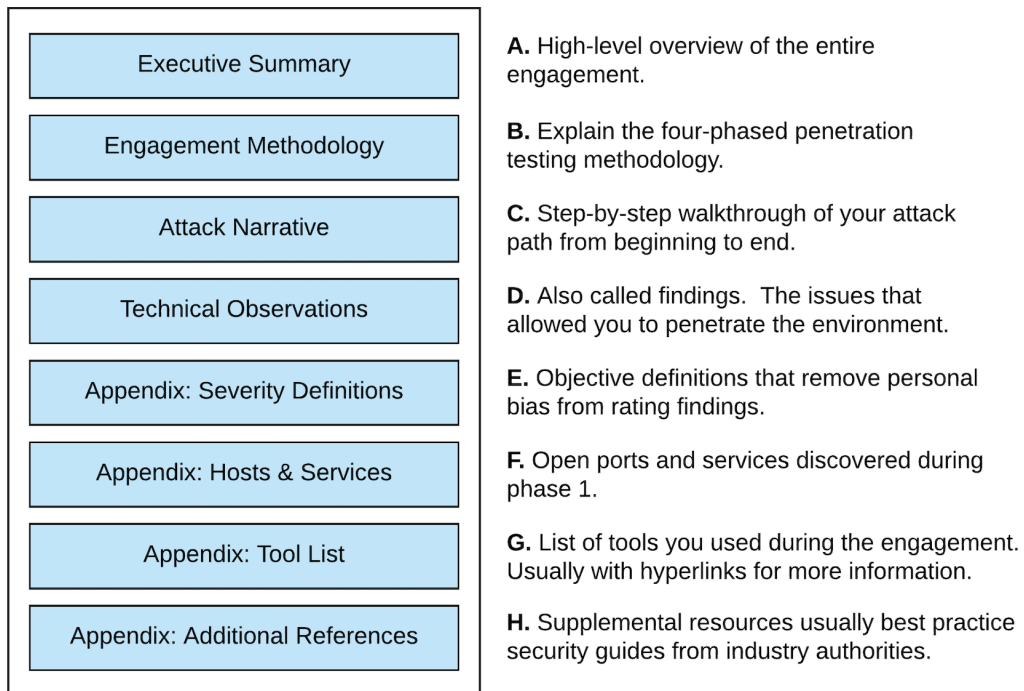 Executive Summary
A. High-level overview of the entire
engagement.
Engagement Methodology
B. Explain the four-phased penetration
testing methodology.
Attack Narrative
C. Step-by-step walkthrough of your attack
path from beginning to end.
Technical Observations
D. Also called findings.  The issues that
allowed you to penetrate the environment.
Appendix: Severity Definitions
E. Objective definitions that remove personal
bias from rating findings.
Appendix: Hosts & Services
F. Open ports and services discovered during
phase 1.
Appendix: Tool List
G. List of tools you used during the engagement.
Usually with hyperlinks for more information.
Appendix: Additional References
H. Supplemental resources usually best practice
security guides from industry authorities.